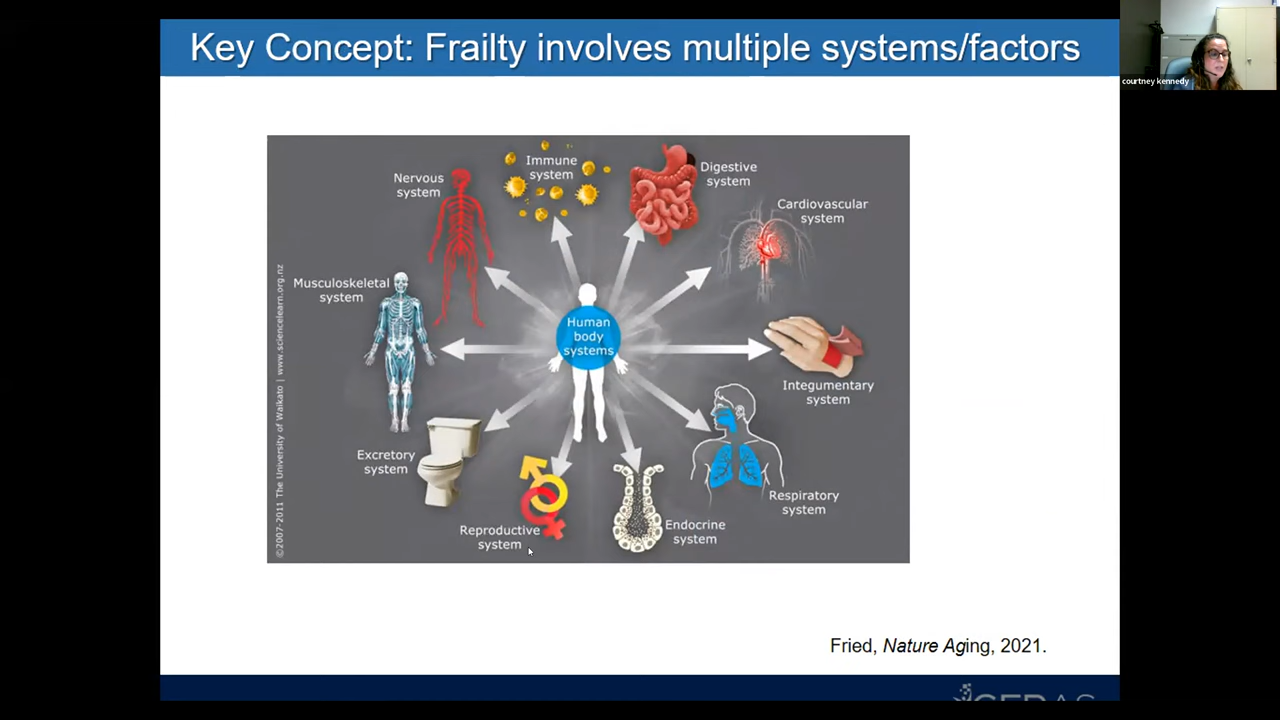 Key Concept: Frailty involves multiple systems/factors
courtney kennedy
Immune
system
Digestive
system
Nervous
system
Cardiovascular
system
Musculoskeletal
system
Human
body
systems
Integumentary
system
Excretory
system
Respiratory
system
Reproductive
system
Endocrine
system
©2007-2011 The University of Waikato | www.sciencelearn.org.nz
Fried, Nature Aging, 2021.